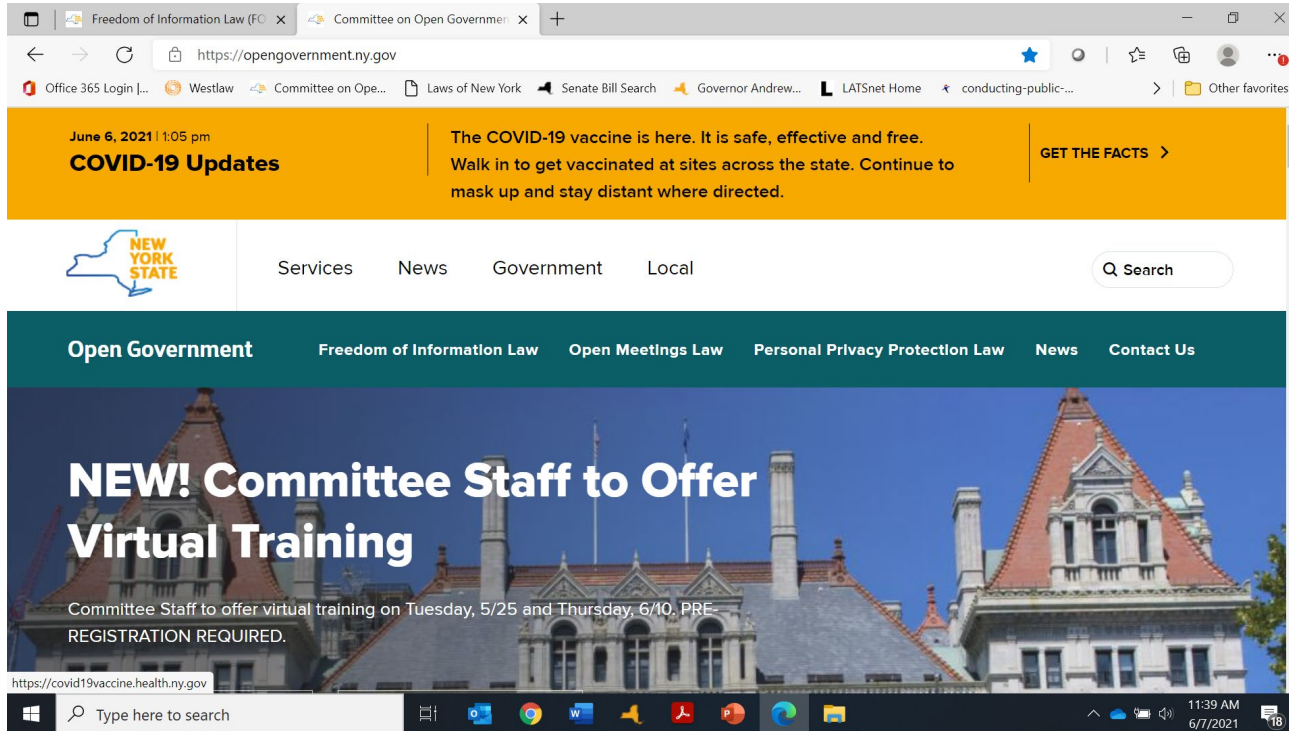 Freedom of Information Law (FO
Committee on Open Governmen
https://opengovernment.ny.gov
Office 365 Login |...
Westlaw
Committee on Ope...
Laws of New York
Senate Bill Search
Governor Andrew...
LATSnet Home
conducting-public-...
Other favorites
June 6, 2021 | 1:05 pm
COVID-19 Updates
The COVID-19 vaccine is here. It is safe, effective and free.
Walk in to get vaccinated at sites across the state. Continue to
mask up and stay distant where directed.
GET THE FACTS
NEW
YORK
STATE
Services
News
Government
Local
Search
Open Government
Freedom of Information Law
Open Meetings Law
Personal Privacy Protection Law
News
Contact Us
NEW! Committee Staff to Offer
Virtual Training
Committee Staff to offer virtual training on Tuesday, 5/25 and Thursday, 6/10. PRE-
REGISTRATION REQUIRED.
https://covid19vaccine.health.ny.gov
Type here to search
11:39 AM
6/7/2021
18